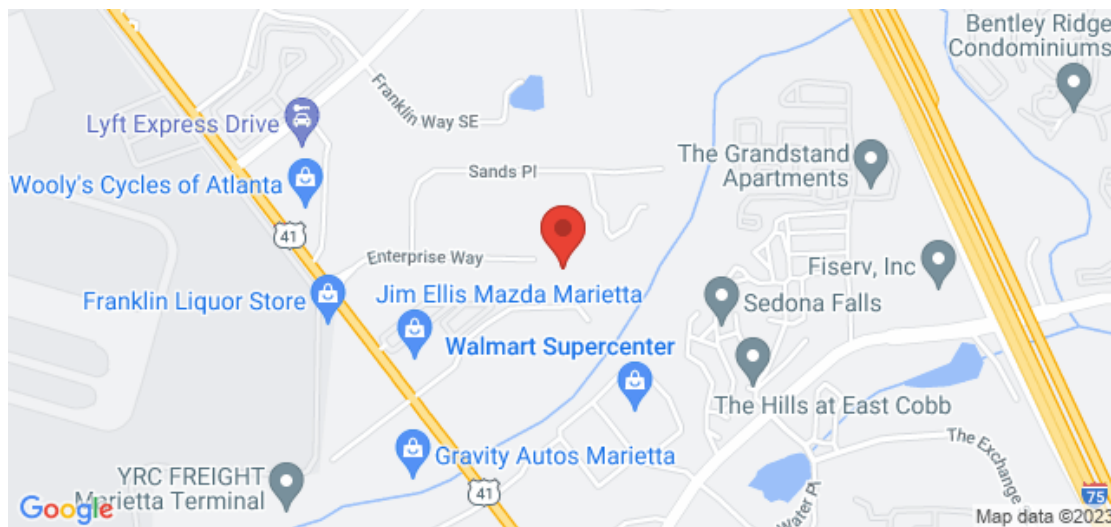 Bentley Ridge
Condominiums
Franklin Way SE
Lyft Express Drive
Sands Pl
The Grandstand
Apartments
Wooly's Cycles of Atlanta
41
Enterprise Way
Fiserv, Inc
Franklin Liquor Store
Jim Ellis Mazda Marietta
Sedona Falls
Walmart Supercenter
The Hills at East Cobb
The Exchange
Gravity Autos Marietta
YRC FREIGHT
Marietta Terminal
41
75
Water Pl
Google
Map data ©2023